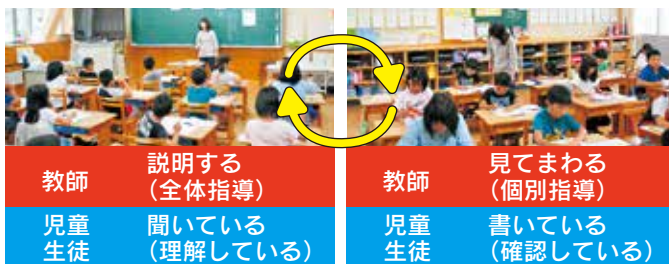 教師
説明する
（全体指導）
児童
生徒
聞いている
（理解している）
教師
見てまわる
（個別指導）
児童
生徒
書いている
（確認している）